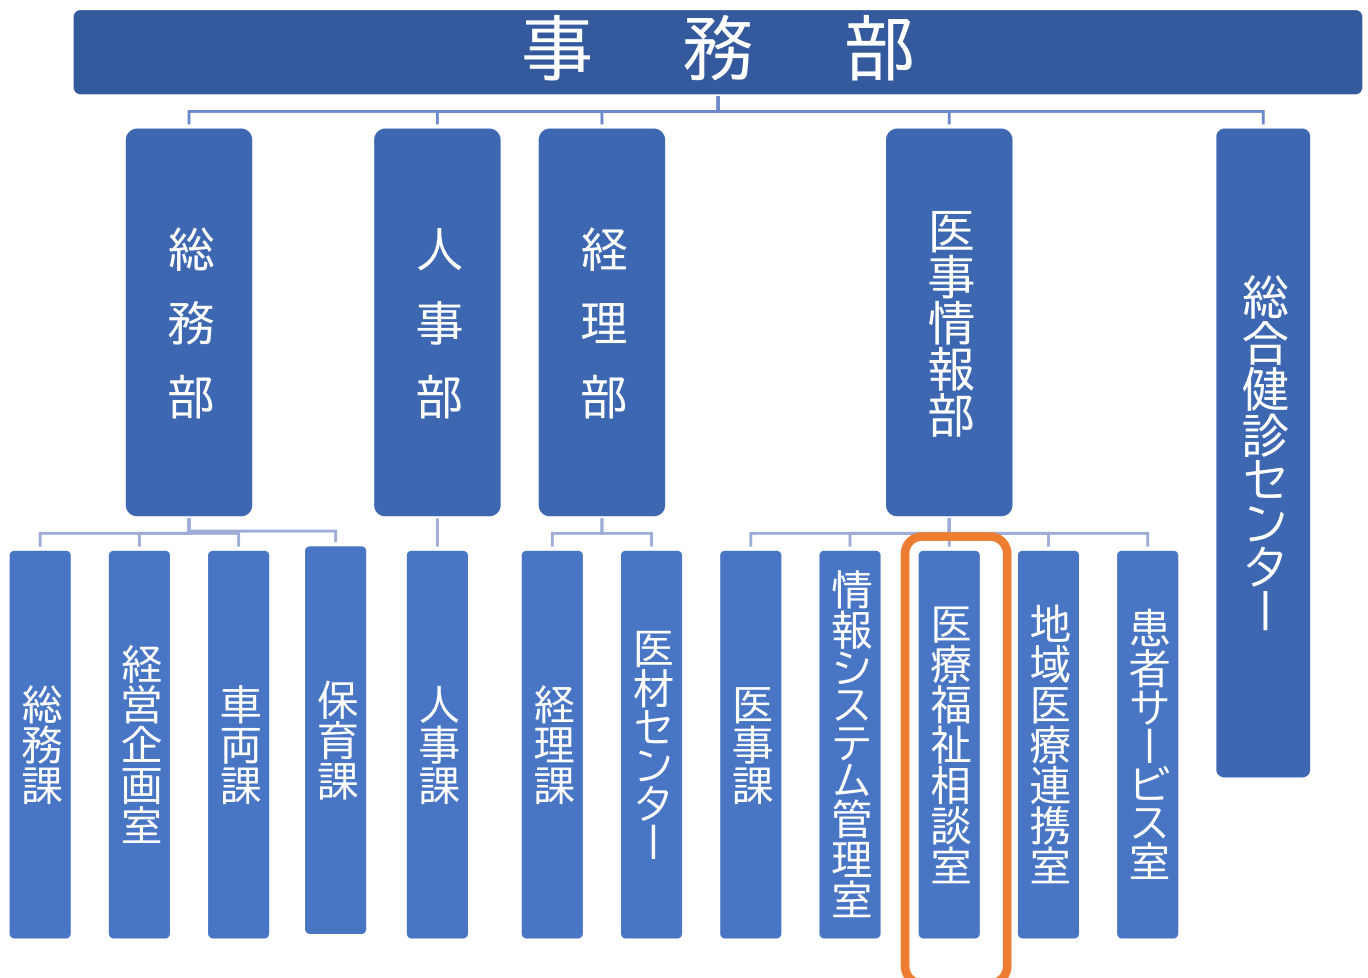 事務部
総務部
人事部
経理部
医事情報部
総合健診センター
総務課
経営企画室
車両課
保育課
人事課
経理課
医材センター
医事課
情報システム管理室
医療福祉相談室
地域医療連携室
患者サービス室